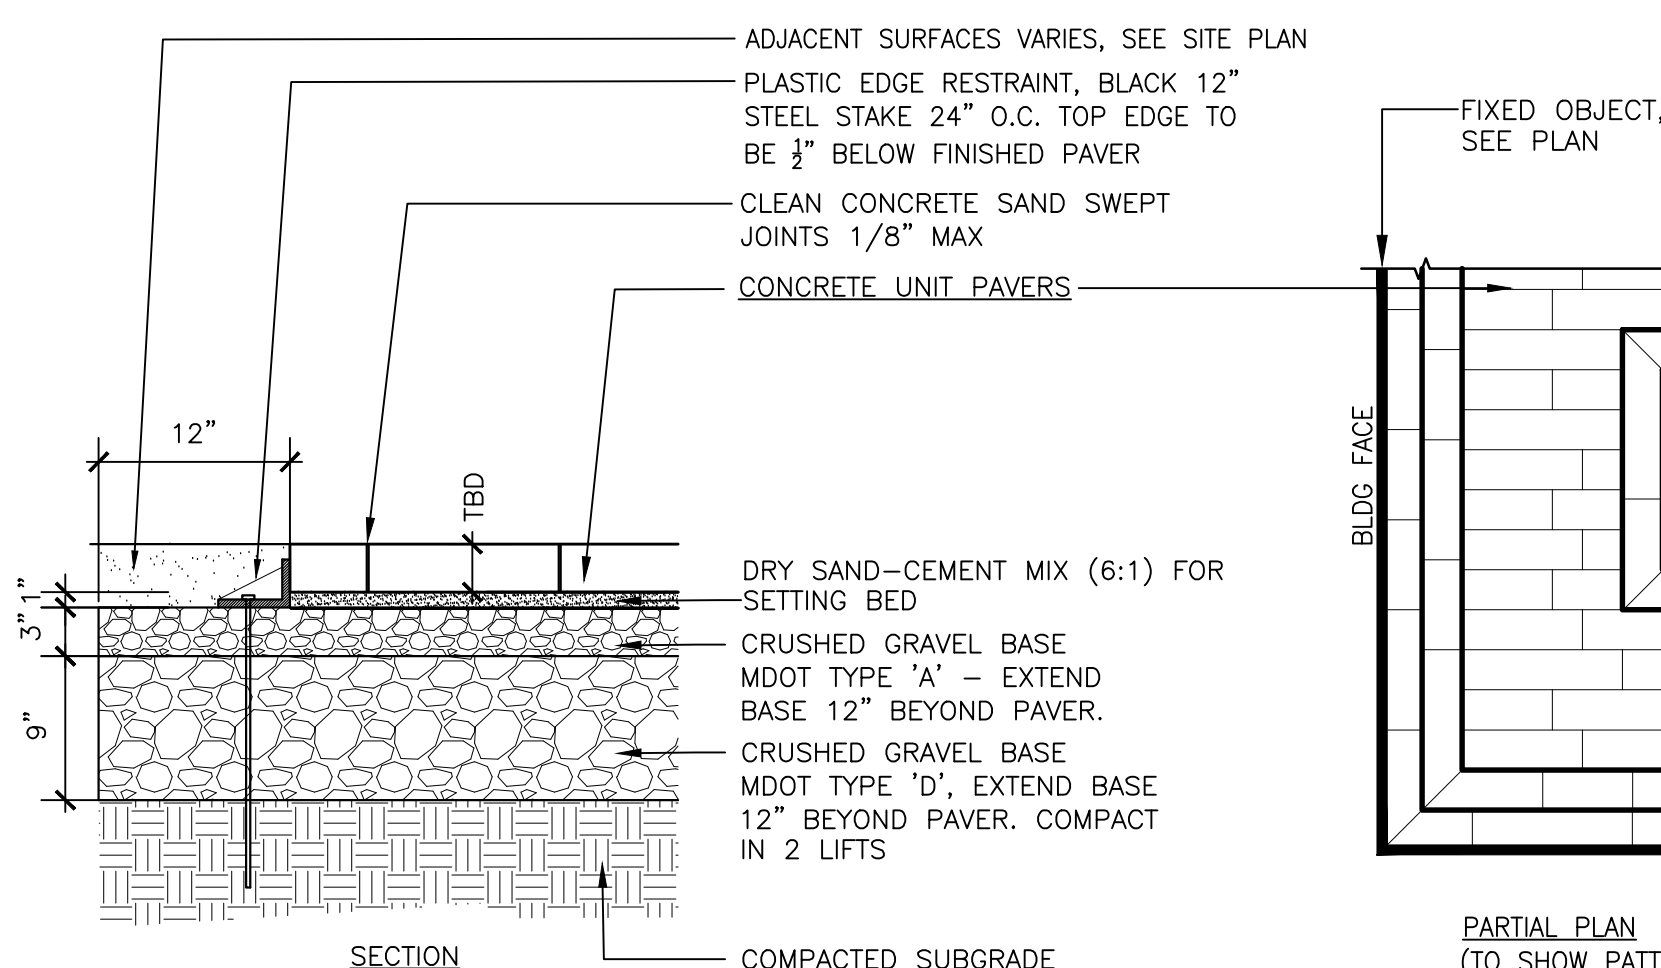 ADJACENT SURFACES VARIES, SEE SITE PLAN
PLASTIC EDGE RESTRAINT, BLACK 12”
STEEL STAKE 24” O.C. TOP EDGE TO
BE ½” BELOW FINISHED PAVER
CLEAN CONCRETE SAND SWEPT
JOINTS 1/8” MAX
CONCRETE UNIT PAVERS
12”
TBD
1”
3”
9”
DRY SAND–CEMENT MIX (6:1) FOR
SETTING BED
CRUSHED GRAVEL BASE
MDOT TYPE 'A' – EXTEND
BASE 12” BEYOND PAVER.
CRUSHED GRAVEL BASE
MDOT TYPE 'D', EXTEND BASE
12” BEYOND PAVER. COMPACT
IN 2 LIFTS
COMPACTED SUBGRADE
SECTION
FIXED OBJECT,
SEE PLAN
BLDG FACE
PARTIAL PLAN
(TO SHOW PATT